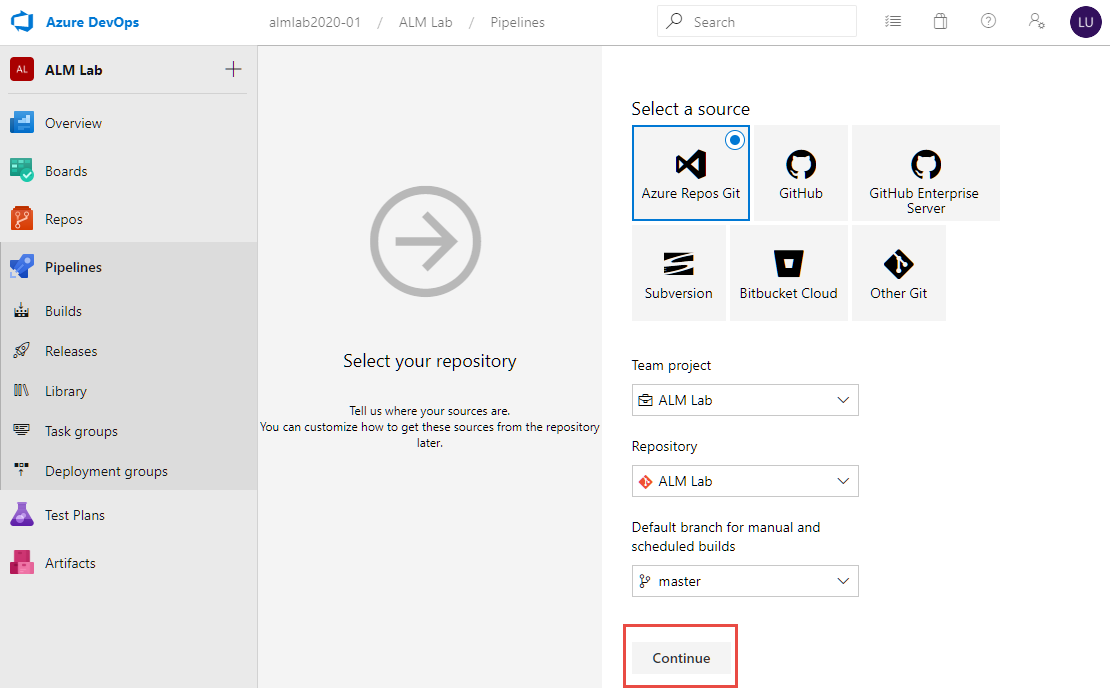 Azure DevOps
almlab2020-01 / ALM Lab / Pipelines
Search
LU
AL ALM Lab
Overview
Boards
Repos
Pipelines
Builds
Releases
Library
Task groups
Deployment groups
Test Plans
Artifacts
Select your repository
Tell us where your sources are.
You can customize how to get these sources from the repository
later.
Select a source
Azure Repos Git
GitHub
GitHub Enterprise
Server
Subversion
Bitbucket Cloud
Other Git
Team project
ALM Lab
Repository
ALM Lab
Default branch for manual and
scheduled builds
master
Continue